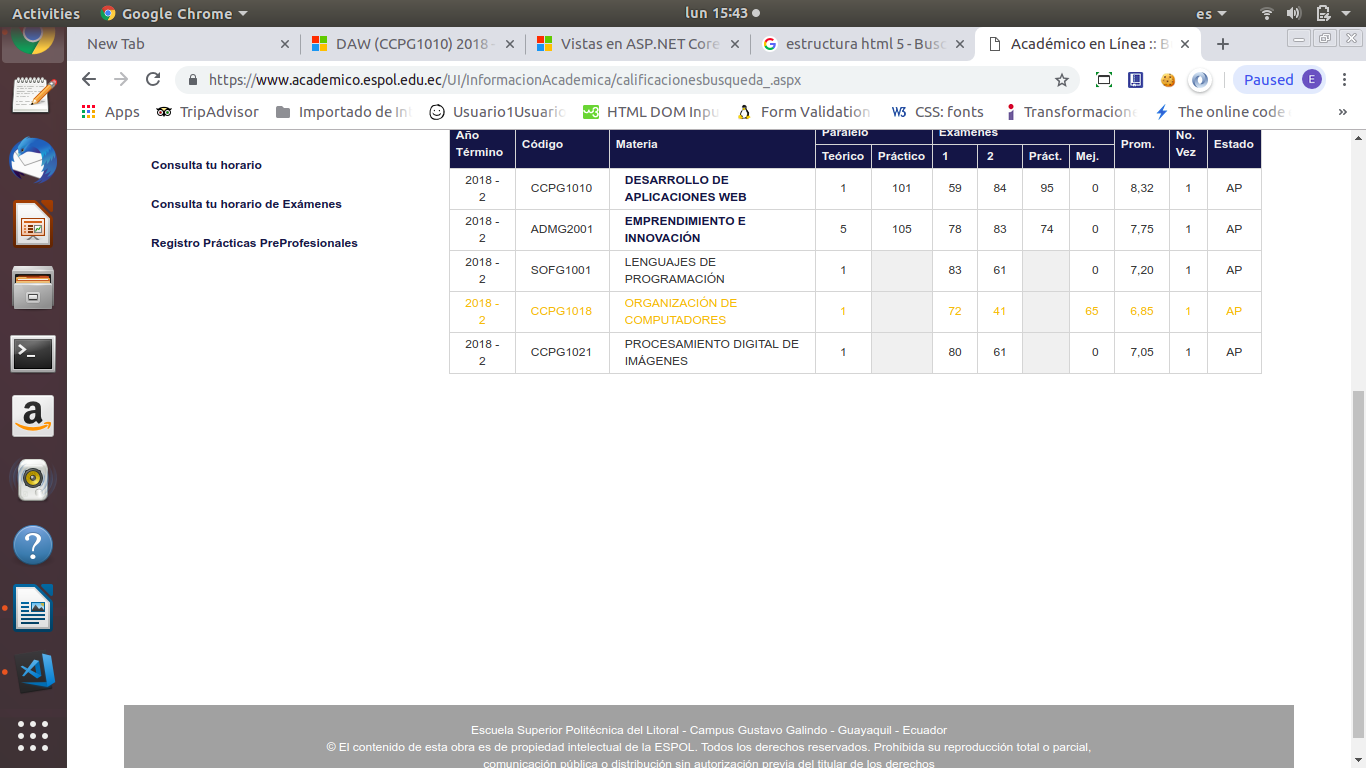 Activities Google Chrome lun 15:43 es
New Tab DAW (CCPG1010) 2018 - Vistas en ASP.NET Core estructura html 5 - Busc Académico en Línea :: B
https://www.academico.espol.edu.ec/UI/InformacionAcademica/calificacionesbusqueda_.aspx Paused E
Apps TripAdvisor Importado de In Usuario1Usuario HTML DOM Inpu Form Validation W3 CSS: fonts Transformacione The online code »
Consulta tu horario
Consulta tu horario de Exámenes
Registro Prácticas PreProfesionales
Año Término Código Materia Paralelo Exámenes Prom. No. Vez Estado
Teórico Práctico 1 2 Práct. Mej.
2018 - 2 CCPG1010 DESARROLLO DE APLICACIONES WEB 1 101 59 84 95 0 8,32 1 AP
2018 - 2 ADMG2001 EMPRENDIMIENTO E INNOVACIÓN 5 105 78 83 74 0 7,75 1 AP
2018 - 2 SOFG1001 LENGUAJES DE PROGRAMACIÓN 1 83 61 0 7,20 1 AP
2018 - 2 CCPG1018 ORGANIZACIÓN DE COMPUTADORES 1 72 41 65 6,85 1 AP
2018 - 2 CCPG1021 PROCESAMIENTO DIGITAL DE IMÁGENES 1 80 61 0 7,05 1 AP
Escuela Superior Politécnica del Litoral - Campus Gustavo Galindo - Guayaquil - Ecuador
© El contenido de esta obra es de propiedad intelectual de la ESPOL. Todos los derechos reservados. Prohibida su reproducción total o parcial,
comunicación pública o distribución sin autorización previa del titular de los derechos